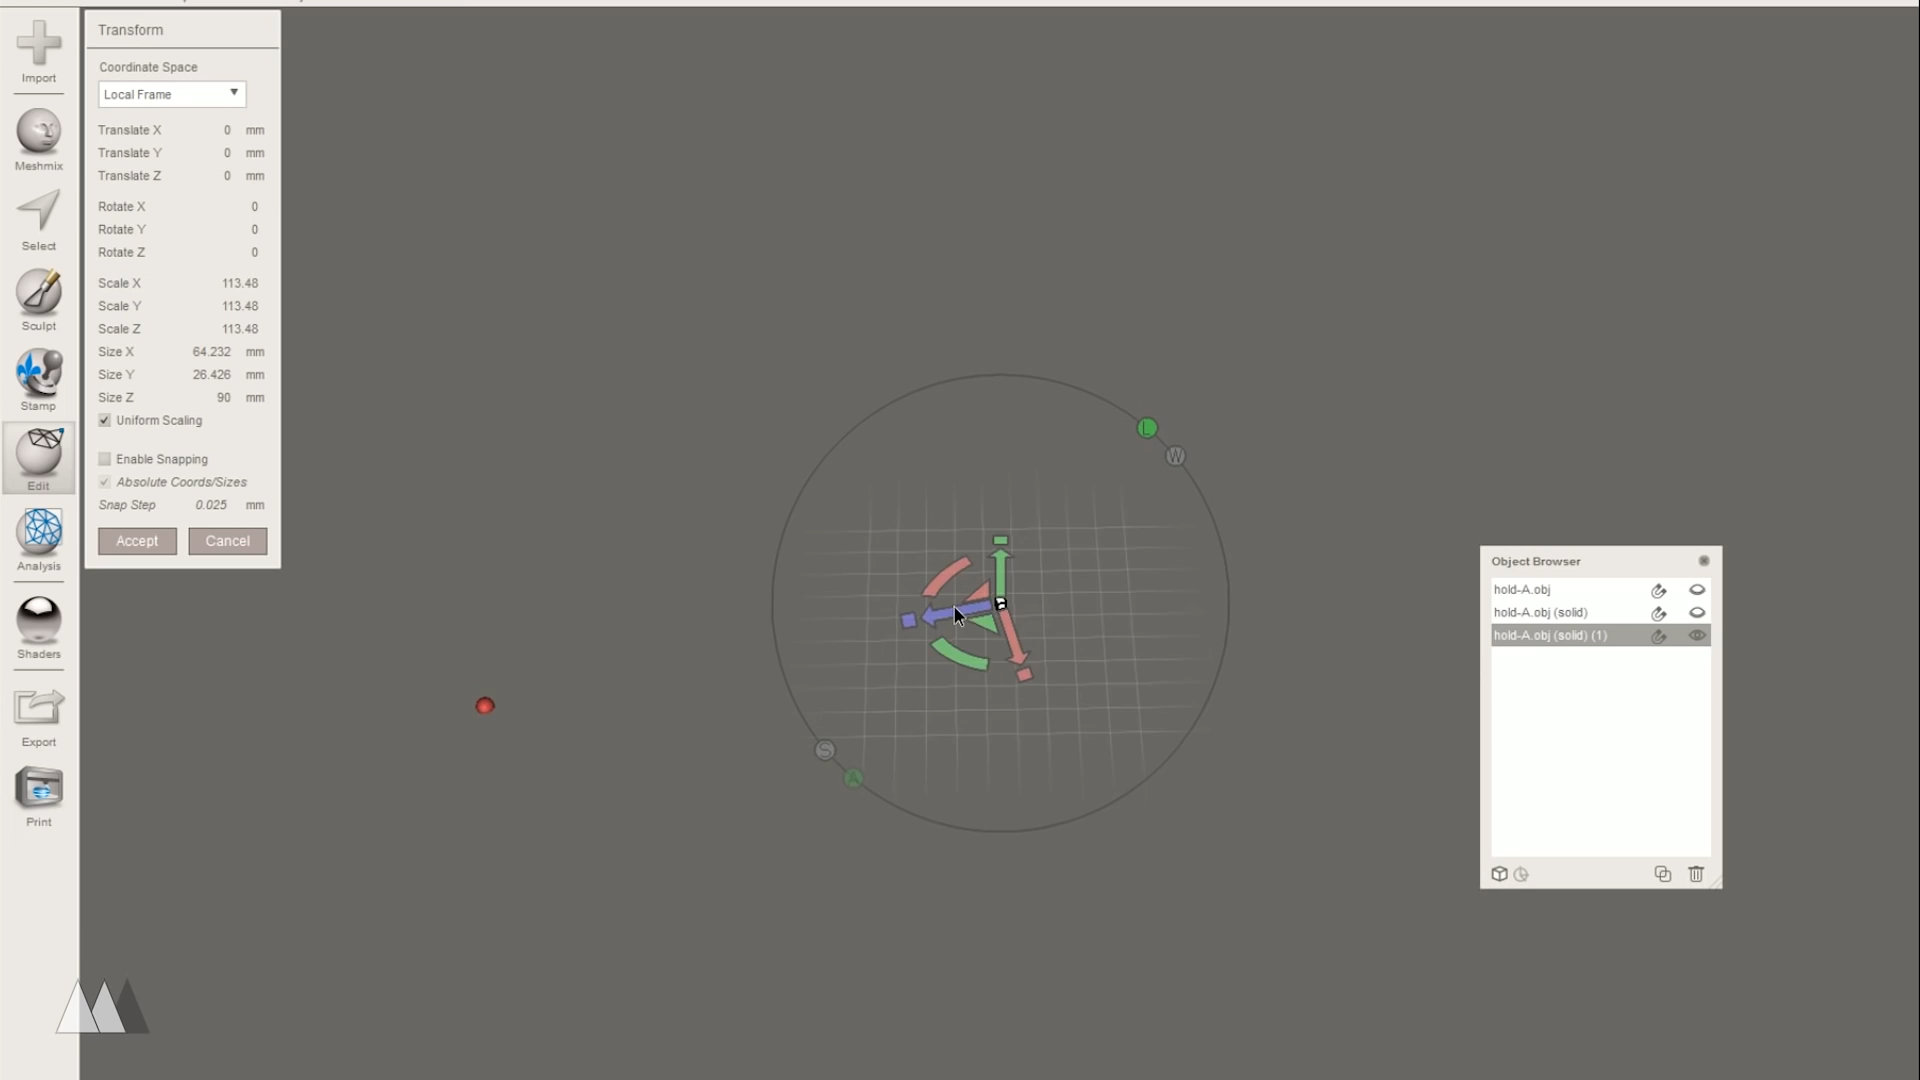 Import
Meshmix
Select
Sculpt
Stamp
Edit
Analysis
Shaders
Export
Print
Transform
Coordinate Space
Local Frame
Translate X 0 mm
Translate Y 0 mm
Translate Z 0 mm
Rotate X 0
Rotate Y 0
Rotate Z 0
Scale X 113.48
Scale Y 113.48
Scale Z 113.48
Size X 64.232 mm
Size Y 26.426 mm
Size Z 90 mm
Uniform Scaling
Enable Snapping
Absolute Coords/Sizes
Snap Step 0.025 mm
Accept Cancel
L
W
S
A
Object Browser
hold-A.obj
hold-A.obj (solid)
hold-A.obj (solid) (1)